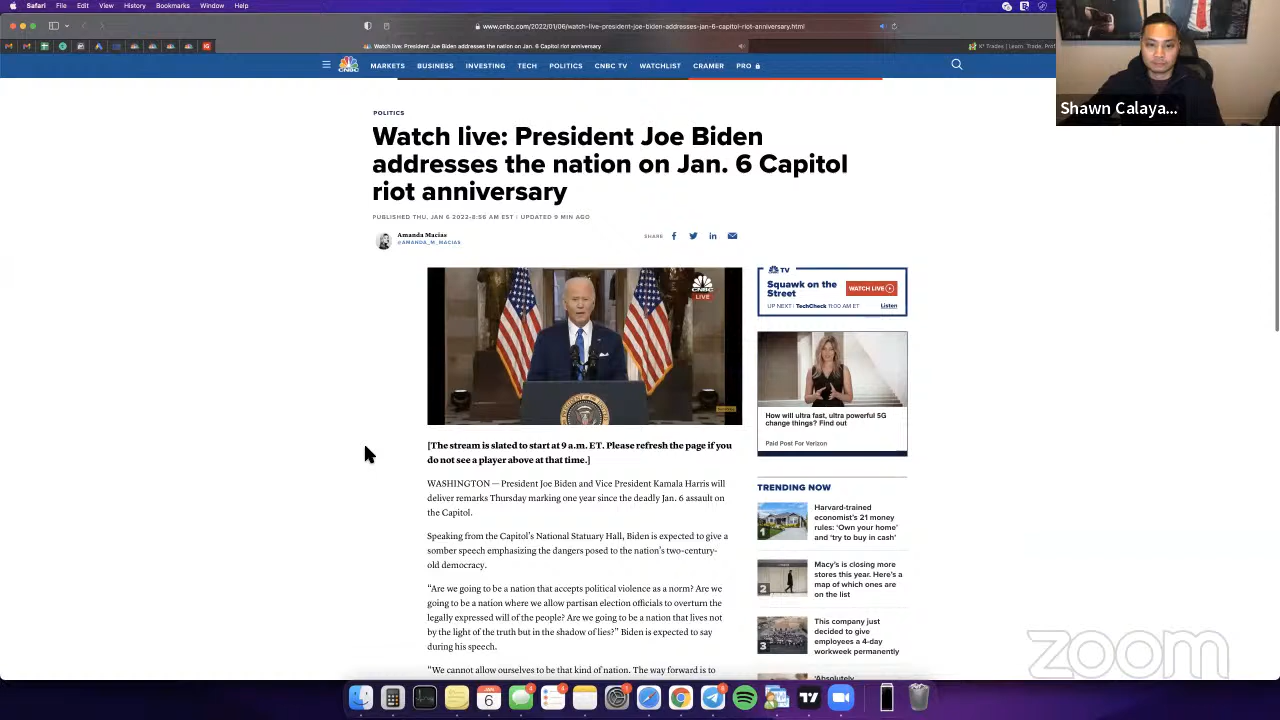 Safari File Edit View History Bookmarks Window Help
www.cnbc.com/2022/01/06/watch-live-president-joe-biden-addresses-jan-6-capitol-riot-anniversary.html
Watch live: President Joe Biden addresses the nation on Jan. 6 Capitol riot anniversary
X* Trades | Learn, Trade, Prof
CNBC
MARKETS BUSINESS INVESTING TECH POLITICS CNBC TV WATCHLIST CRAMER PRO
Shawn Calaya...
POLITICS
Watch live: President Joe Biden
addresses the nation on Jan. 6 Capitol
riot anniversary
PUBLISHED THU, JAN 6 2022-8:56 AM EST | UPDATED 9 MIN AGO
Amanda Macias
@AMANDA_M_MACIAS
SHARE
CNBC
LIVE
[The stream is slated to start at 9 a.m. ET. Please refresh the page if you
do not see a player above at that time.]
WASHINGTON — President Joe Biden and Vice President Kamala Harris will
deliver remarks Thursday marking one year since the deadly Jan. 6 assault on
the Capitol.
Speaking from the Capitol's National Statuary Hall, Biden is expected to give a
somber speech emphasizing the dangers posed to the nation's two-century-
old democracy.
“Are we going to be a nation that accepts political violence as a norm? Are we
going to be a nation where we allow partisan election officials to overturn the
legally expressed will of the people? Are we going to be a nation that lives not
by the light of the truth but in the shadow of lies?” Biden is expected to say
during his speech.
“We cannot allow ourselves to be that kind of nation. The way forward is to
TV
Squawk on the
Street
WATCH LIVE
UP NEXT | TechCheck 11:00 AM ET
Listen
How will ultra fast, ultra powerful 5G
change things? Find out
Paid Post For Verizon
TRENDING NOW
1
Harvard-trained
economist's 21 money
rules: ‘Own your home’
and ‘try to buy in cash’
2
Macy's is closing more
stores this year. Here's a
map of which ones are
on the list
3
This company just
decided to give
employees a 4-day
workweek permanently
‘Absolutely
zoom
JAN
6